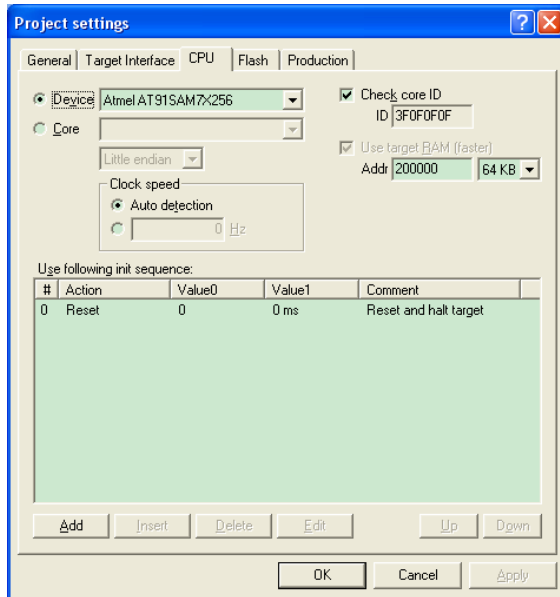 Project settings
General Target Interface CPU Flash Production
Device Atmel AT91SAM7X256
Check core ID
ID 3F0F0F0F
Core
Use target RAM (faster)
Little endian
Addr 200000 64 KB
Clock speed
Auto detection
0 Hz
Use following init sequence:
# Action Value0 Value1 Comment
0 Reset 0 0 ms Reset and halt target
Add Insert Delete Edit Up Down
OK Cancel Apply